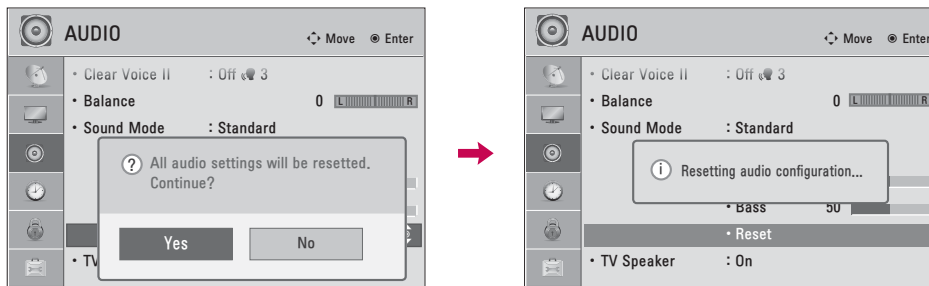 AUDIO
Move Enter
• Clear Voice II : Off 3
• Balance 0 L R
• Sound Mode : Standard
? All audio settings will be resetted.
Continue?
Yes No
• TV
AUDIO
Move Enter
• Clear Voice II : Off 3
• Balance 0 L R
• Sound Mode : Standard
i Resetting audio configuration...
• Bass 50
• Reset
• TV Speaker : On